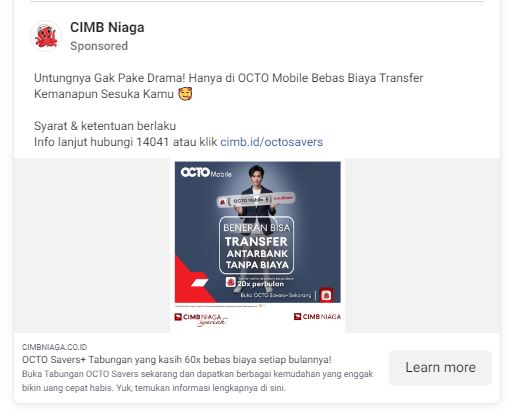 CIMB Niaga
Sponsored
Untungnya Gak Pake Drama! Hanya di OCTO Mobile Bebas Biaya Transfer
Kemanapun Sesuka Kamu 🥰
Syarat & ketentuan berlaku
Info lanjut hubungi 14041 atau klik cimb.id/octosavers
OCTO Mobile
OCTO Mobile
BENERAN BISA
TRANSFER
ANTARBANK
TANPA BIAYA
20x perbulan
Buka OCTO Savers+ Sekarang
CIMB NIAGA syariah
CIMB NIAGA
CIMBNIAGA.CO.ID
OCTO Savers+ Tabungan yang kasih 60x bebas biaya setiap bulannya!
Buka Tabungan OCTO Savers sekarang dan dapatkan berbagai kemudahan yang enggak
bikin uang cepat habis. Yuk, temukan informasi lengkapnya di sini.
Learn more